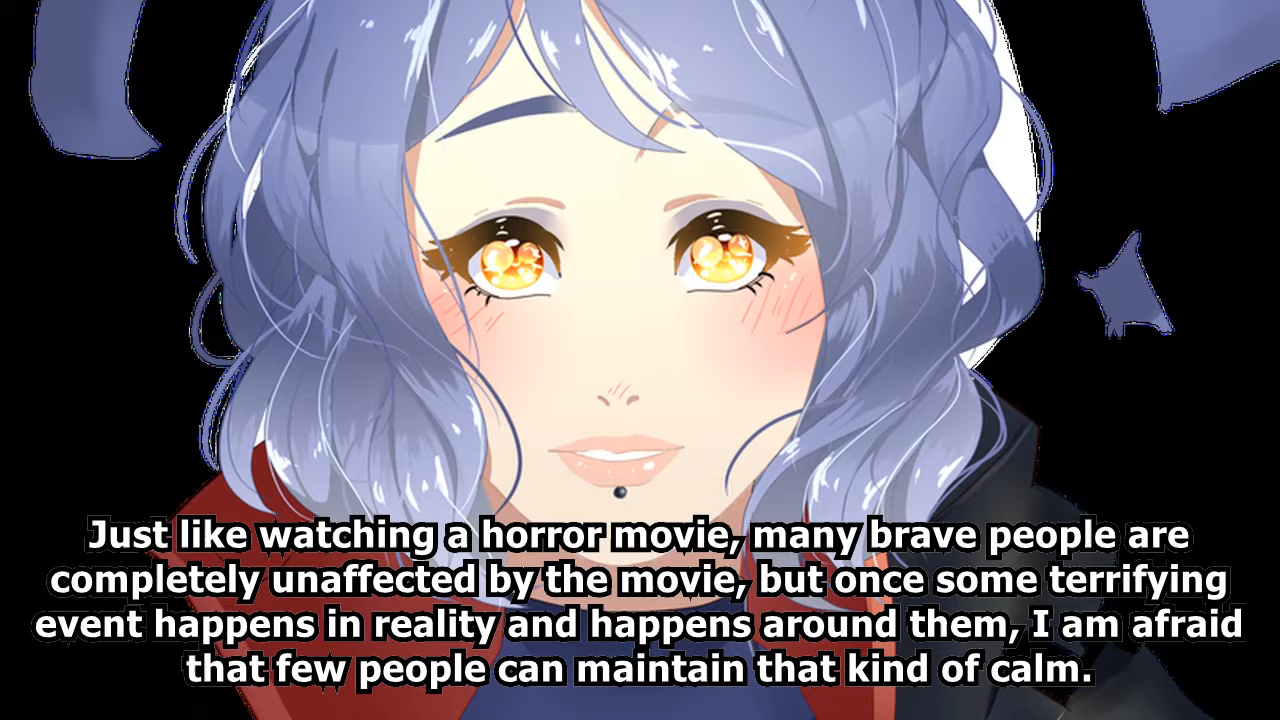 Just like watching a horror movie, many brave people are
completely unaffected by the movie, but once some terrifying
event happens in reality and happens around them, I am afraid
that few people can maintain that kind of calm.